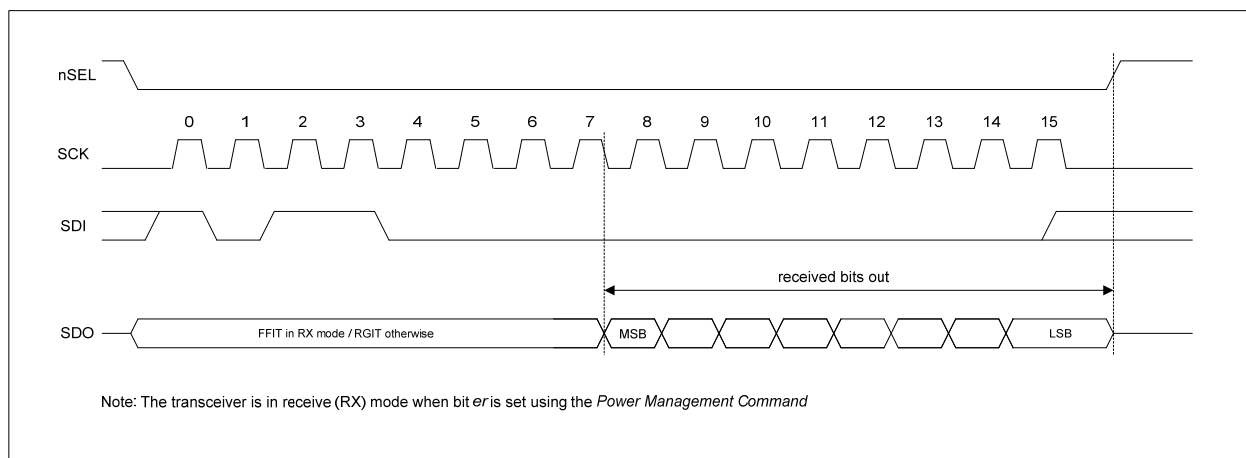 nSEL
0 1 2 3 4 5 6 7 8 9 10 11 12 13 14 15
SCK
SDI
received bits out
SDO
FFIT in RX mode / RGIT otherwise
MSB
LSB
Note: The transceiver is in receive (RX) mode when bit er is set using the Power Management Command